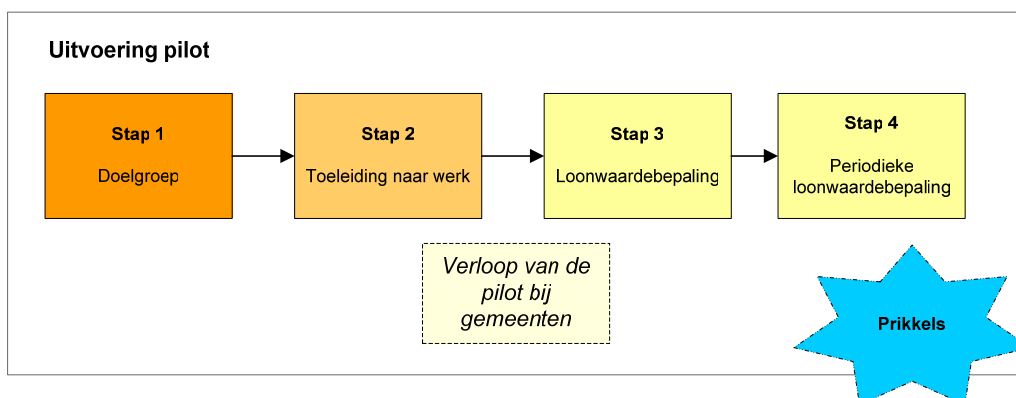 Uitvoering pilot
Stap 1
Doelgroep
Stap 2
Toeleiding naar werk
Stap 3
Loonwaardebepaling
Stap 4
Periodieke
loonwaardebepaling
Verloop van de
pilot bij
gemeenten
Prikkels